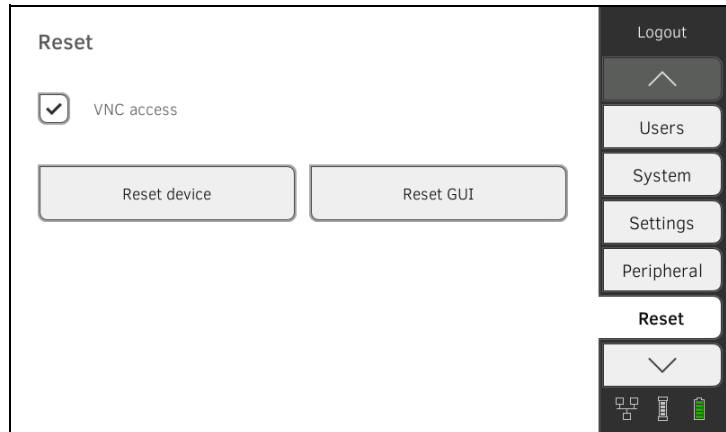 Reset
VNC access
Reset device
Reset GUI
Logout
Users
System
Settings
Peripheral
Reset